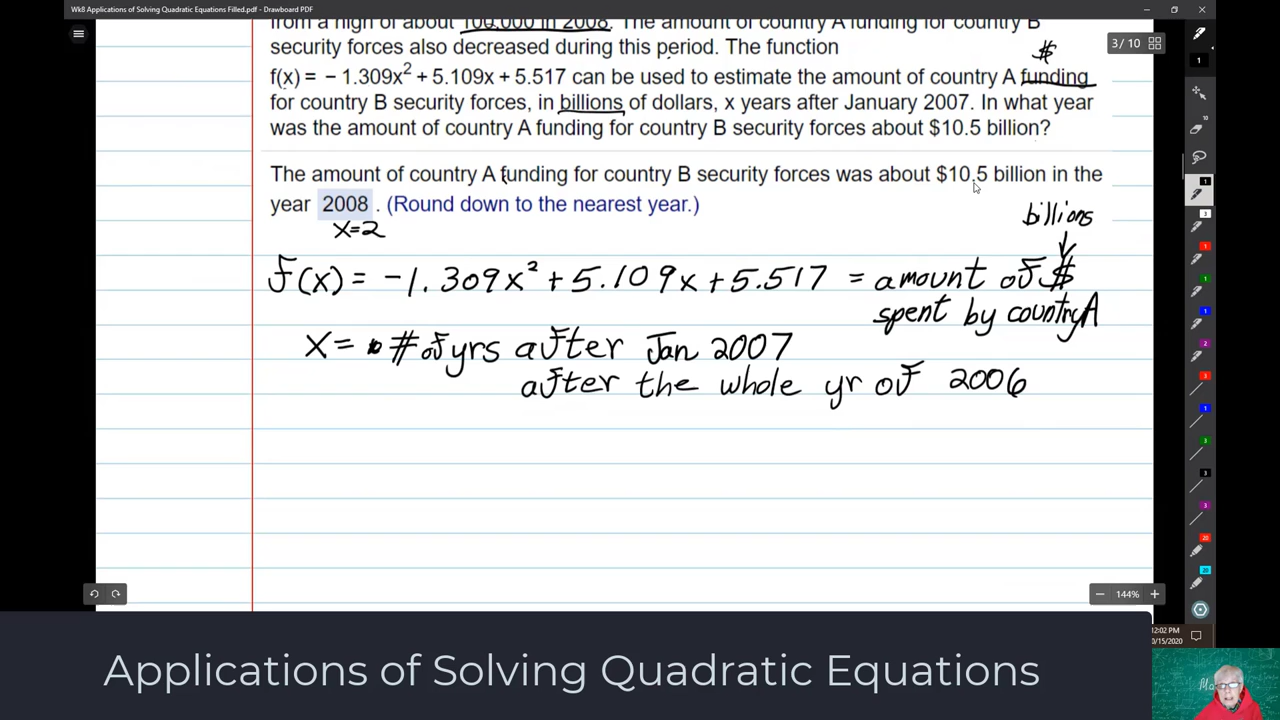 Wk8 Applications of Solving Quadratic Equations Filled.pdf - Drawboard PDF
from a high of about 100,000 in 2008. The amount of country A funding for country B
$
3 / 10
security forces also decreased during this period. The function
f(x) = − 1.309x² + 5.109x + 5.517 can be used to estimate the amount of country A funding
for country B security forces, in billions of dollars, x years after January 2007. In what year
was the amount of country A funding for country B security forces about $10.5 billion?
The amount of country A funding for country B security forces was about $10.5 billion in the
year 2008 . (Round down to the nearest year.)
x=2
billions
f(x) = -1.309x² + 5.109x + 5.517 = amount of $
spent by country A
x = # of yrs after Jan 2007
after the whole yr of 2006
144%
12:02 PM
Applications of Solving Quadratic Equations